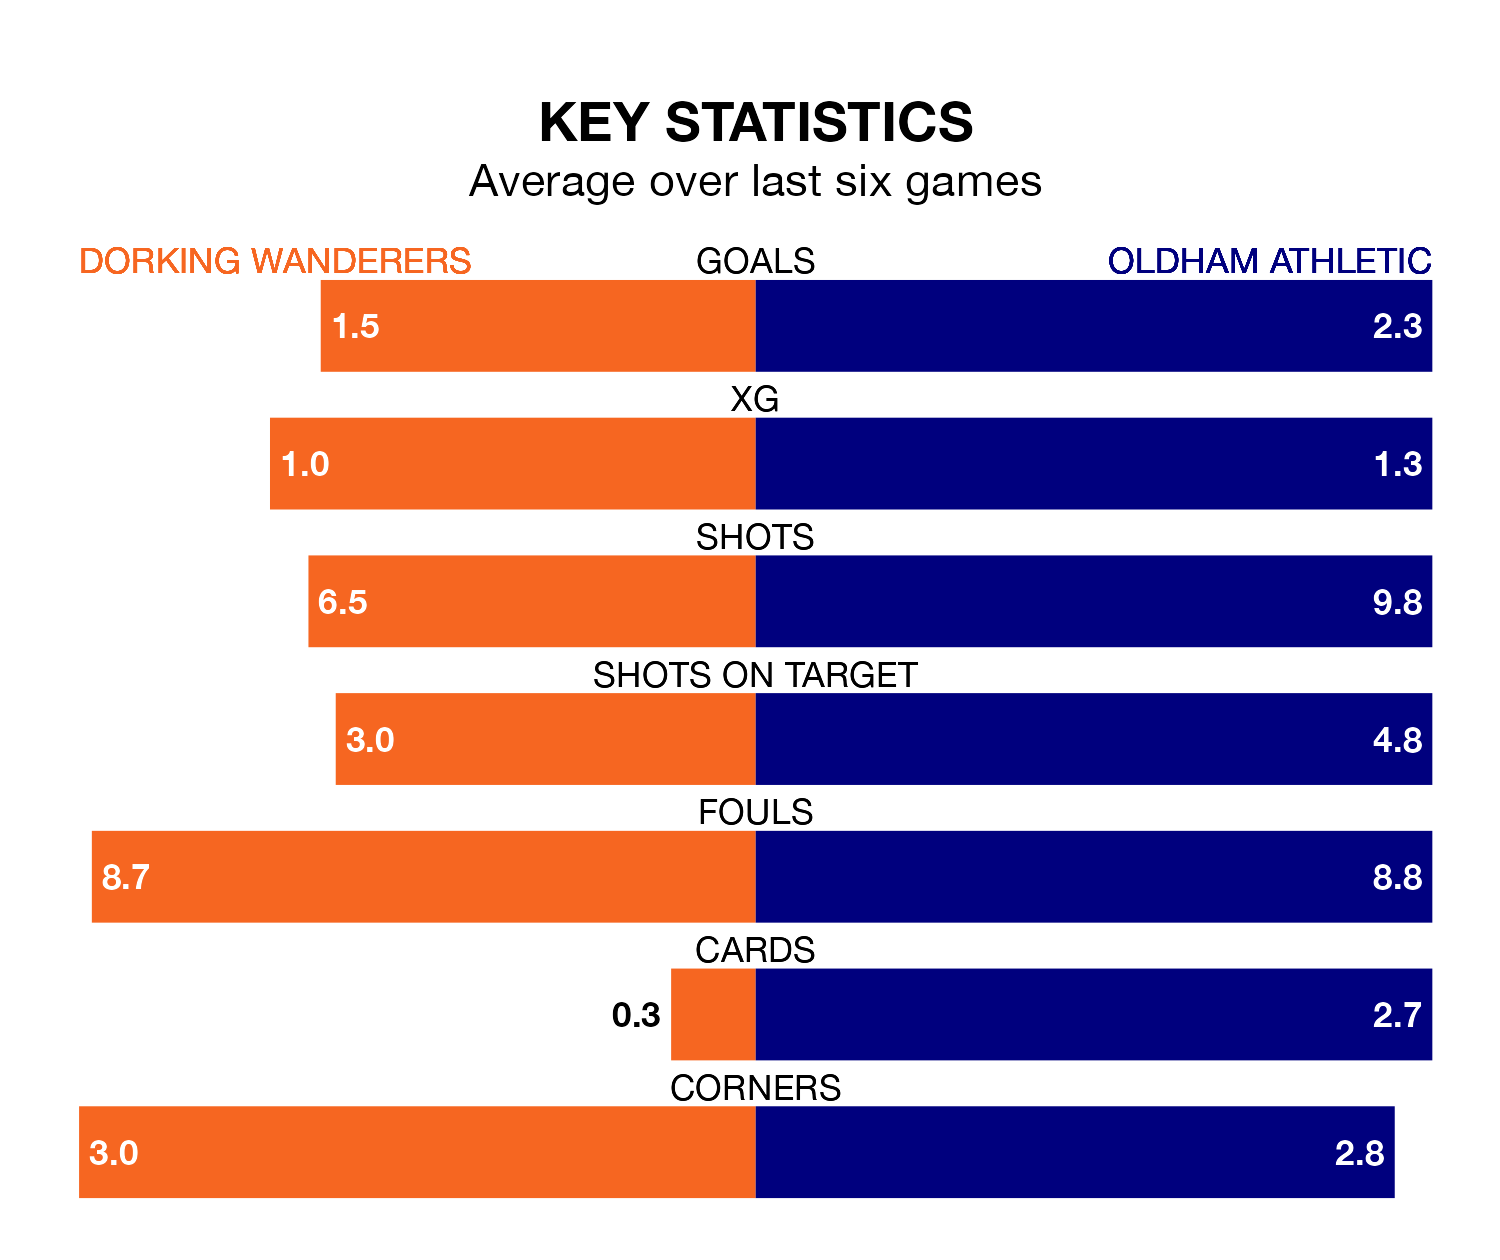 KEY STATISTICS
Average over last six games
DORKING WANDERERS GOALS OLDHAM ATHLETIC
1.5 2.3
XG
1.0 1.3
SHOTS
6.5 9.8
SHOTS ON TARGET
3.0 4.8
FOULS
8.7 8.8
CARDS
0.3 2.7
CORNERS
3.0 2.8